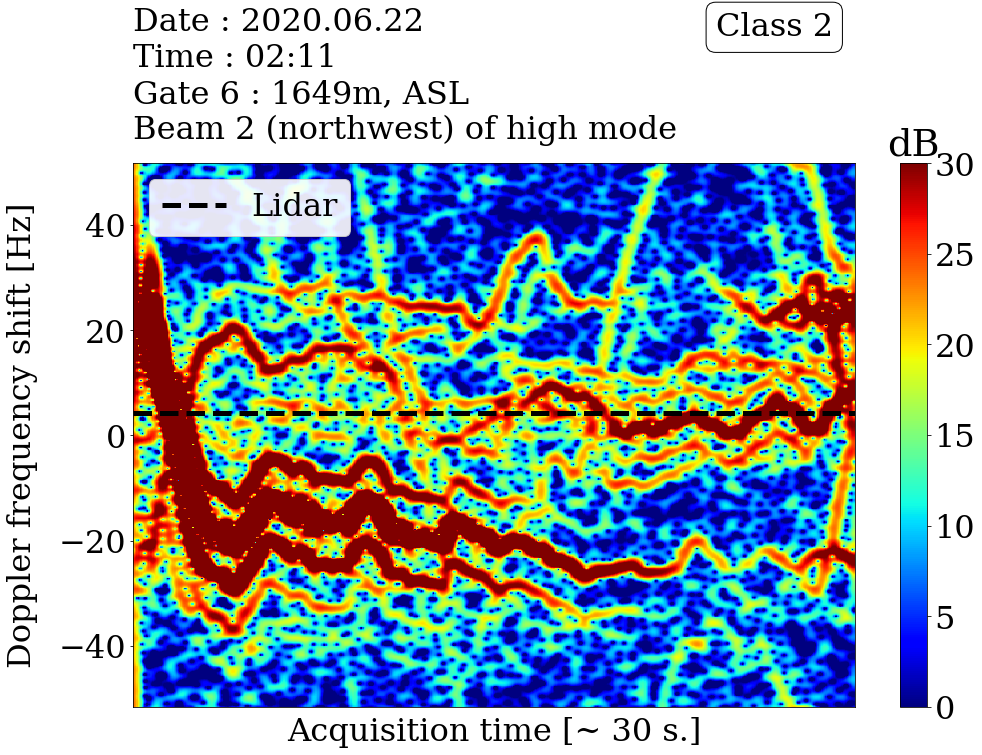 Date : 2020.06.22
Time : 02:11
Gate 6 : 1649m, ASL
Beam 2 (northwest) of high mode
Class 2
dB
Lidar
Doppler frequency shift [Hz]
40
20
0
−20
−40
30
25
20
15
10
5
0
Acquisition time [~ 30 s.]